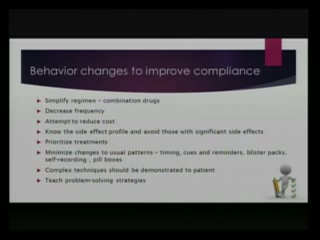 Behavior changes to improve compliance
Simplify regimen - combination drugs
Decrease frequency
Attempt to reduce cost
Know the side effect profile and avoid those with significant side effects
Prioritize treatments
Minimize changes to usual patterns - timing, cues and reminders, blister packs,
self-recording , pill boxes
Complex techniques should be demonstrated to patient
Teach problem-solving strategies